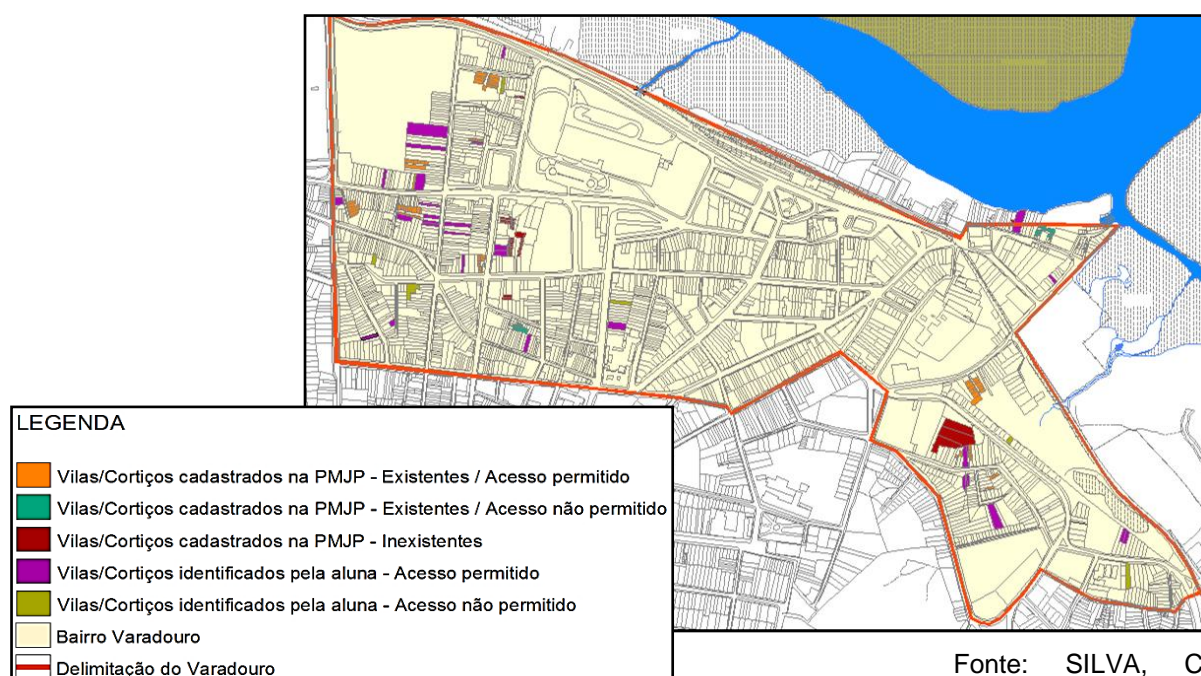 LEGENDA
Vilas/Cortiços cadastrados na PMJP - Existentes / Acesso permitido
Vilas/Cortiços cadastrados na PMJP - Existentes / Acesso não permitido
Vilas/Cortiços cadastrados na PMJP - Inexistentes
Vilas/Cortiços identificados pela aluna - Acesso permitido
Vilas/Cortiços identificados pela aluna - Acesso não permitido
Bairro Varadouro
Delimitação do Varadouro
Fonte: SILVA, C